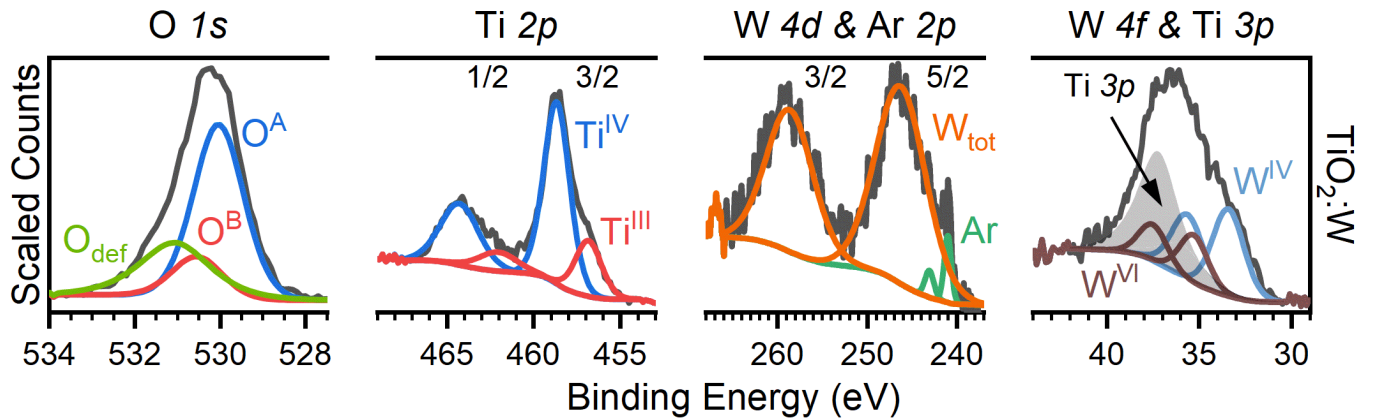 O 1s
Ti 2p
W 4d & Ar 2p
W 4f & Ti 3p
Scaled Counts
O^A
O^B
O_def
1/2
3/2
Ti^IV
Ti^III
3/2
5/2
W_tot
Ar
Ti 3p
W^IV
W^VI
TiO₂:W
534
532
530
528
465
460
455
260
250
240
40
35
30
Binding Energy (eV)